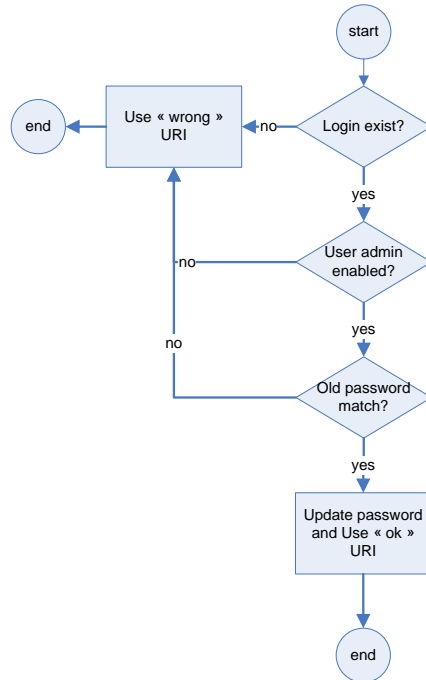 start
Use « wrong »
URI
end
no
Login exist?
yes
User admin
enabled?
no
yes
no
Old password
match?
yes
Update password
and Use « ok »
URI
end